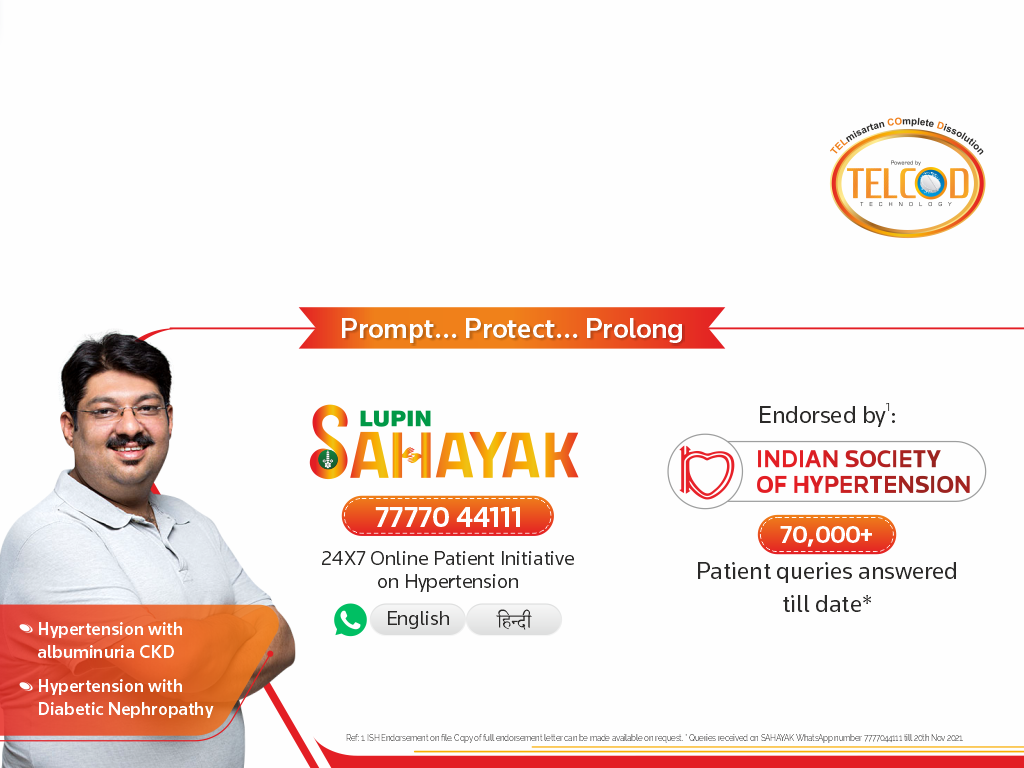 TELmisartan COmplete Dissolution
Powered by
TELCOD
TECHNOLOGY
Prompt... Protect... Prolong
LUPIN
SAHAYAK
77770 44111
24X7 Online Patient Initiative
on Hypertension
English हिन्दी
Endorsed by1:
INDIAN SOCIETY
OF HYPERTENSION
70,000+
Patient queries answered
till date*
Hypertension with
albuminuria CKD
Hypertension with
Diabetic Nephropathy
Ref: 1. ISH Endorsement on file. Copy of full endorsement letter can be made available on request. * Queries received on SAHAYAK WhatsApp number 7777044111 till 20th Nov 2021